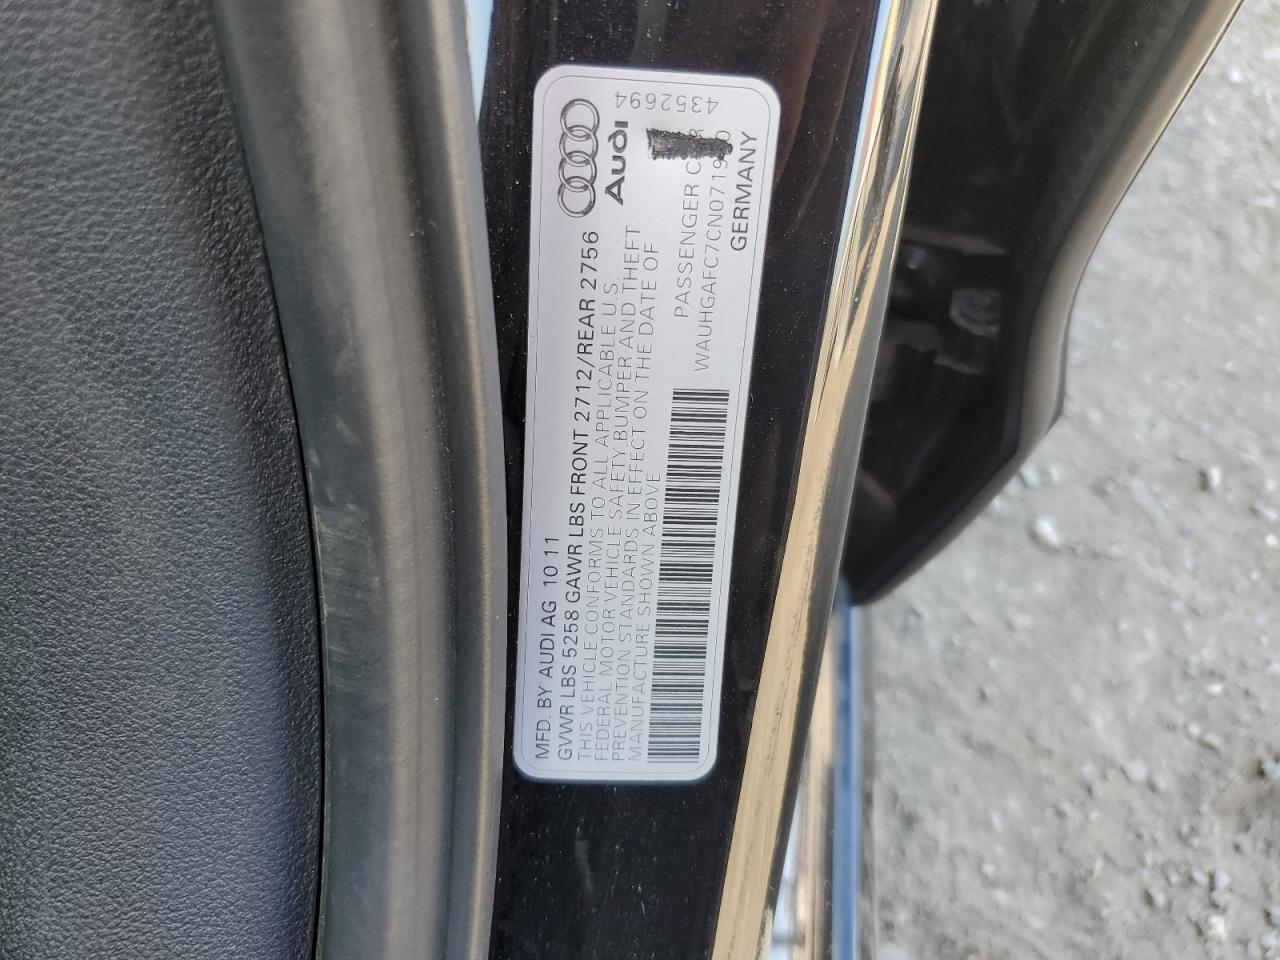 MFD. BY AUDI AG 10 11
GVWR LBS 5258 GAWR LBS FRONT 2712/REAR 2756
THIS VEHICLE CONFORMS TO ALL APPLICABLE U.S.
FEDERAL MOTOR VEHICLE SAFETY, BUMPER AND THEFT
PREVENTION STANDARDS IN EFFECT ON THE DATE OF
MANUFACTURE SHOWN ABOVE
Audi
PASSENGER
GERMANY
4352694